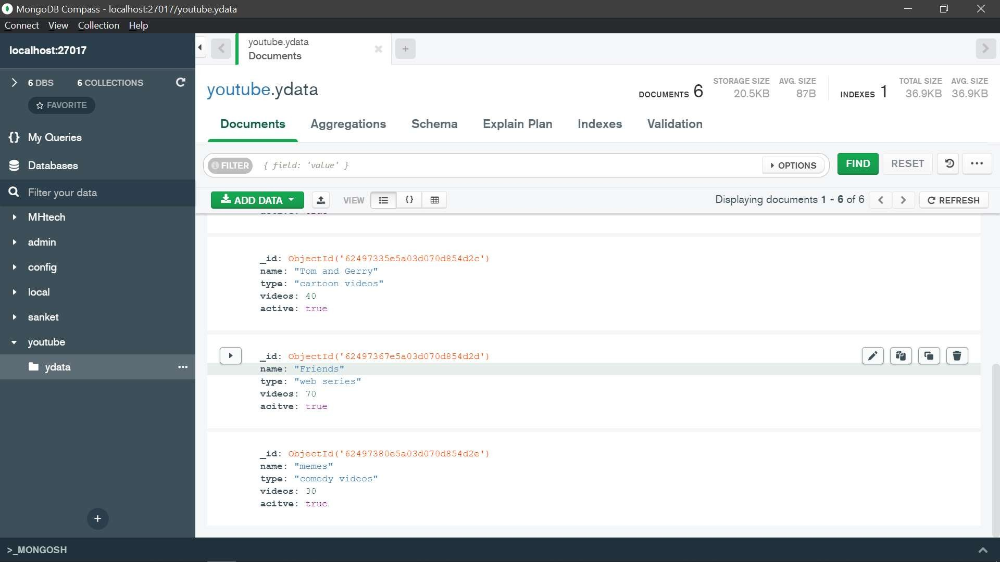 MongoDB Compass - localhost:27017/youtube.ydata
Connect View Collection Help
localhost:27017
6 DBS 6 COLLECTIONS
FAVORITE
My Queries
Databases
Filter your data
MHtech
admin
config
local
sanket
youtube
ydata
youtube.ydata
Documents
youtube.ydata
DOCUMENTS 6
STORAGE SIZE 20.5KB
AVG. SIZE 87B
INDEXES 1
TOTAL SIZE 36.9KB
AVG. SIZE 36.9KB
Documents Aggregations Schema Explain Plan Indexes Validation
FILTER { field: 'value' } OPTIONS FIND RESET
ADD DATA VIEW { } Displaying documents 1 - 6 of 6 REFRESH
_id: ObjectId('62497335e5a03d070d854d2c')
name: "Tom and Gerry"
type: "cartoon videos"
videos: 40
active: true
_id: ObjectId('62497367e5a03d070d854d2d')
name: "Friends"
type: "web series"
videos: 70
acitve: true
_id: ObjectId('62497380e5a03d070d854d2e')
name: "memes"
type: "comedy videos"
videos: 30
acitve: true
>_MONGOSH